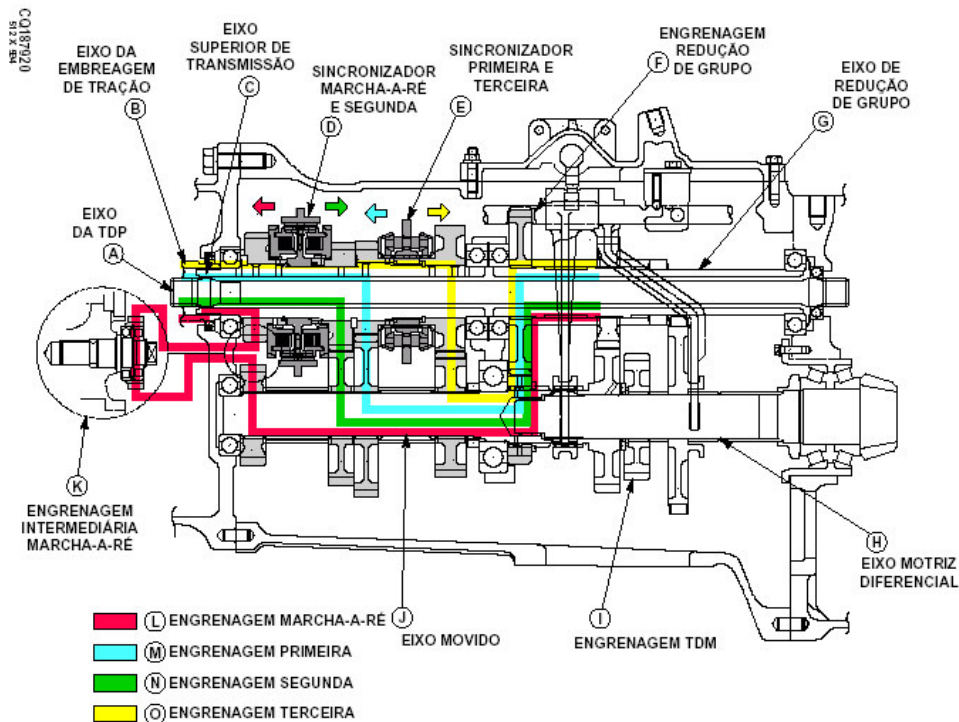 CQ187920
EIXO DA
EMBREAGEM
DE TRAÇÃO
B
EIXO
SUPERIOR DE
TRANSMISSÃO
C
SINCRONIZADOR
MARCHA-A-RÉ
E SEGUNDA
D
SINCRONIZADOR
PRIMEIRA E
TERCEIRA
E
F
ENGRENAGEM
REDUÇÃO
DE GRUPO
EIXO DE
REDUÇÃO
DE GRUPO
G
EIXO
DA TDP
A
K
ENGRENAGEM
INTERMEDIÁRIA
MARCHA-A-RÉ
H
EIXO MOTRIZ
DIFERENCIAL
I
ENGRENAGEM TDM
J
EIXO MOVIDO
L ENGRENAGEM MARCHA-A-RÉ
M ENGRENAGEM PRIMEIRA
N ENGRENAGEM SEGUNDA
O ENGRENAGEM TERCEIRA